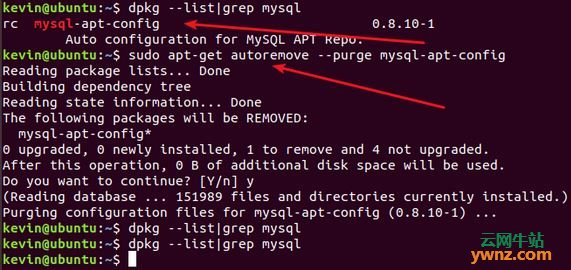 kevin@ubuntu:~$ dpkg --list|grep mysql
rc  mysql-apt-config                           0.8.10-1
         Auto configuration for MySQL APT Repo.
kevin@ubuntu:~$ sudo apt-get autoremove --purge mysql-apt-config
Reading package lists... Done
Building dependency tree
Reading state information... Done
The following packages will be REMOVED:
  mysql-apt-config*
0 upgraded, 0 newly installed, 1 to remove and 4 not upgraded.
After this operation, 0 B of additional disk space will be used.
Do you want to continue? [Y/n] y
(Reading database ... 151989 files and directories currently installed.)
Purging configuration files for mysql-apt-config (0.8.10-1) ...
kevin@ubuntu:~$ dpkg --list|grep mysql
kevin@ubuntu:~$ dpkg --list|grep mysql
kevin@ubuntu:~$
云网牛站
ywnz.com